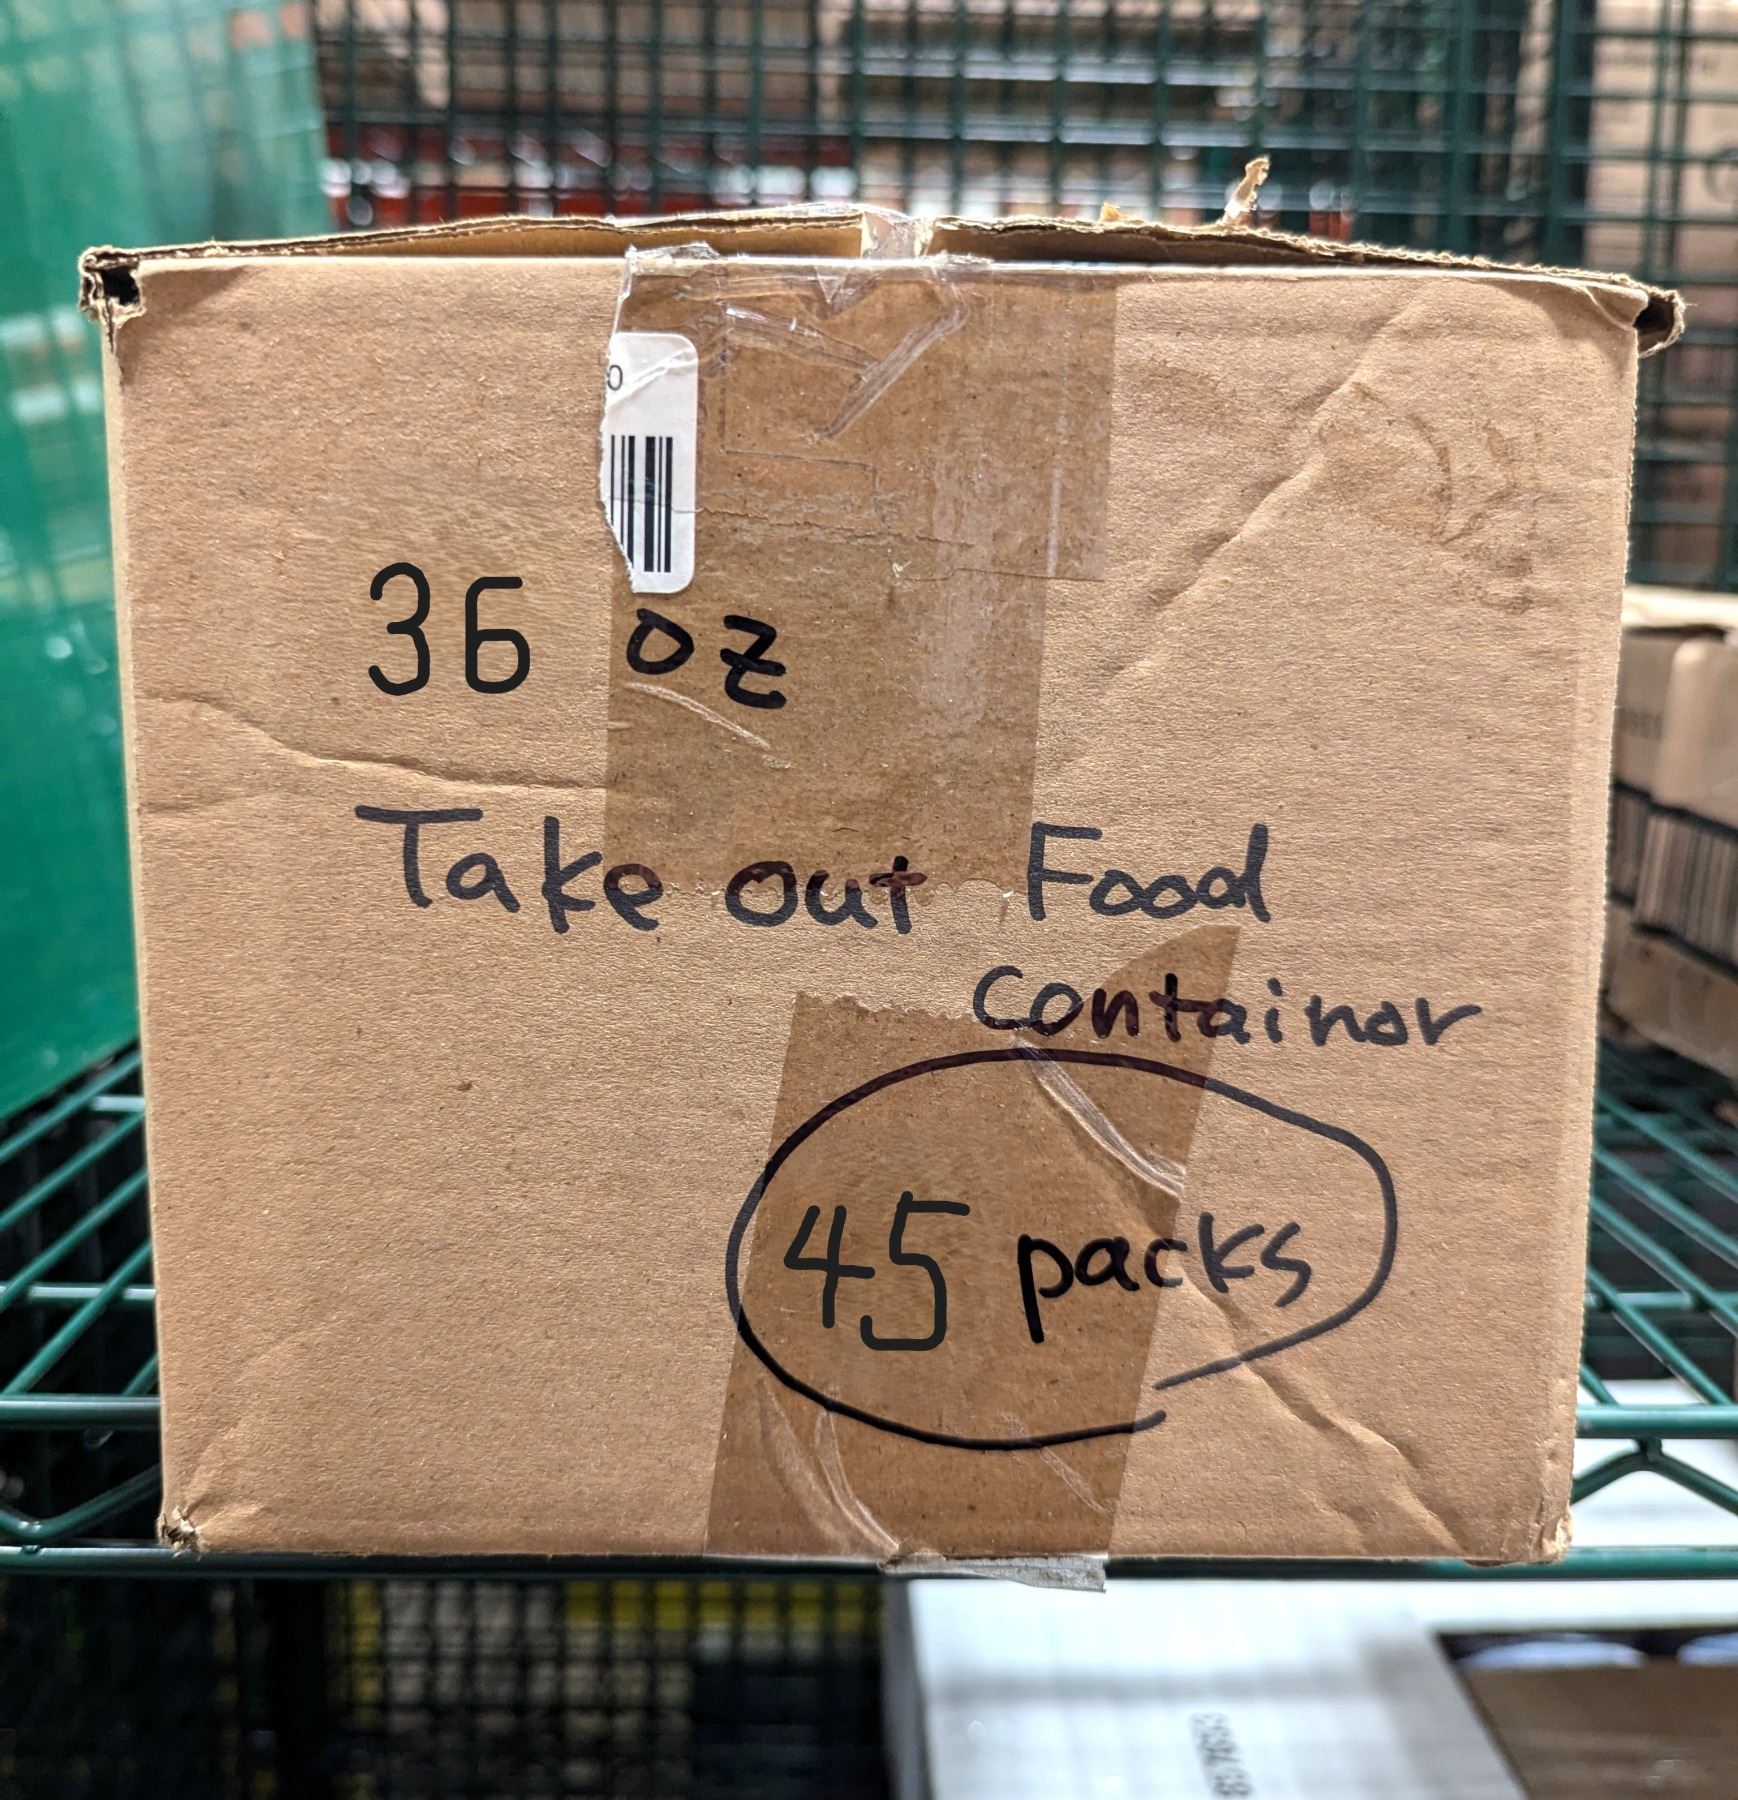 36 oz
Take out Food
Containor
45 packs